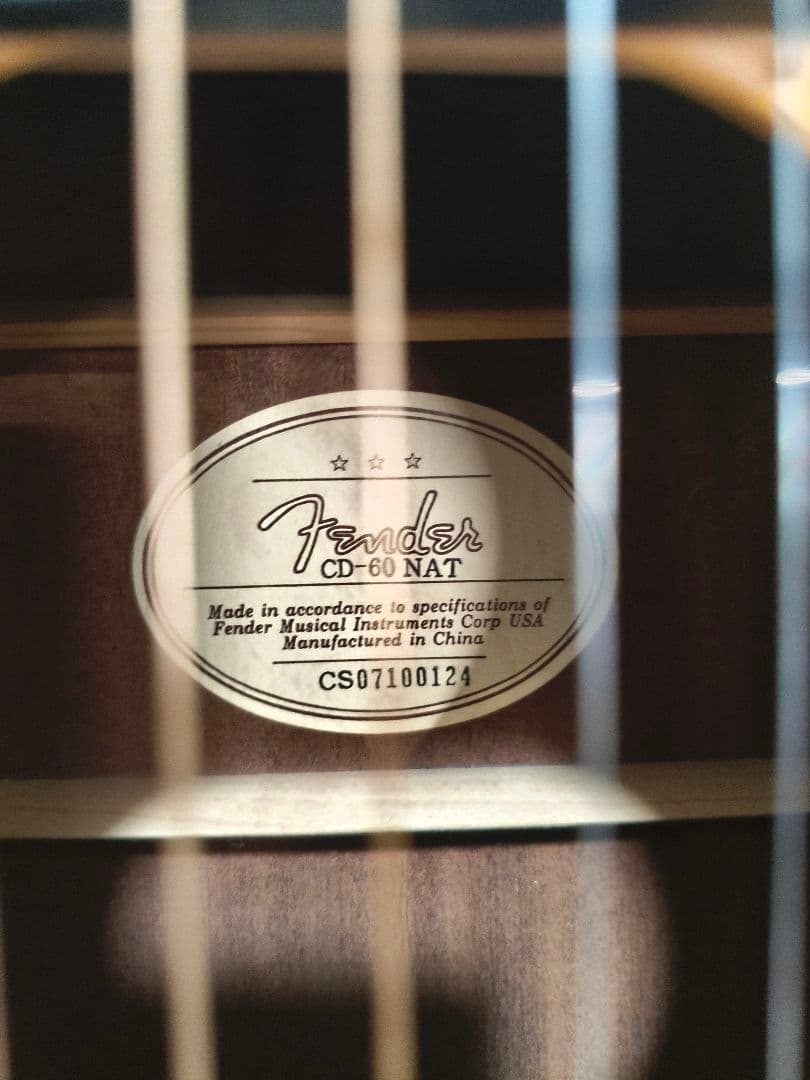 Fender
CD-60 NAT
Made in accordance to specifications of
Fender Musical Instruments Corp USA
Manufactured in China
CS07100124